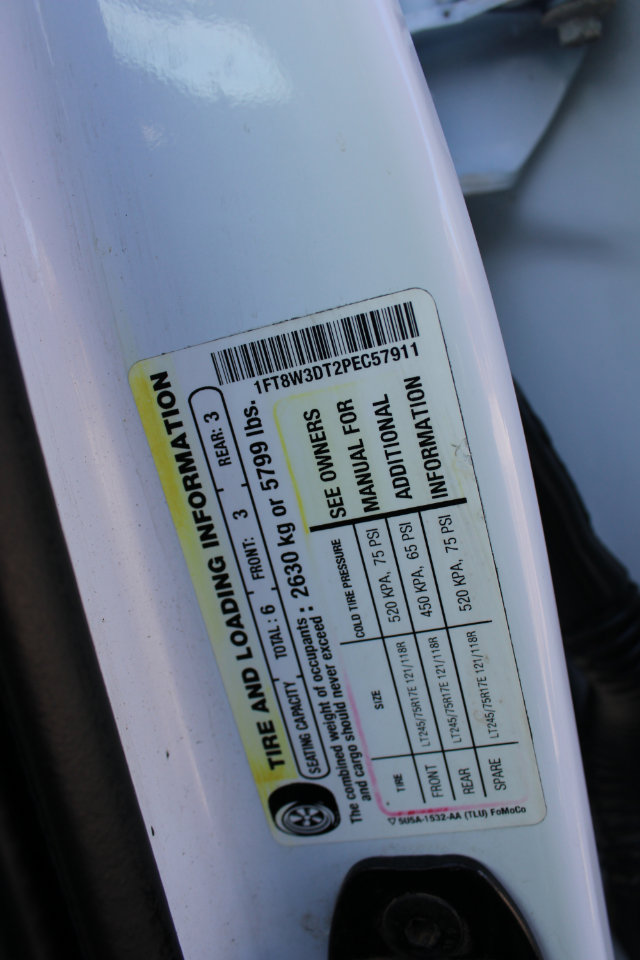 1FT8W3DT2PEC57911
TIRE AND LOADING INFORMATION
SEATING CAPACITY TOTAL : 6 FRONT: 3 REAR: 3
The combined weight of occupants : 2630 kg or 5799 lbs.
and cargo should never exceed
TIRE SIZE COLD TIRE PRESSURE
FRONT LT245/75R17E 121/118R 520 KPA, 75 PSI
REAR LT245/75R17E 121/118R 450 KPA, 65 PSI
SPARE LT245/75R17E 121/118R 520 KPA, 75 PSI
SEE OWNERS
MANUAL FOR
ADDITIONAL
INFORMATION
5U5A-1532-AA (TLU) FoMoCo